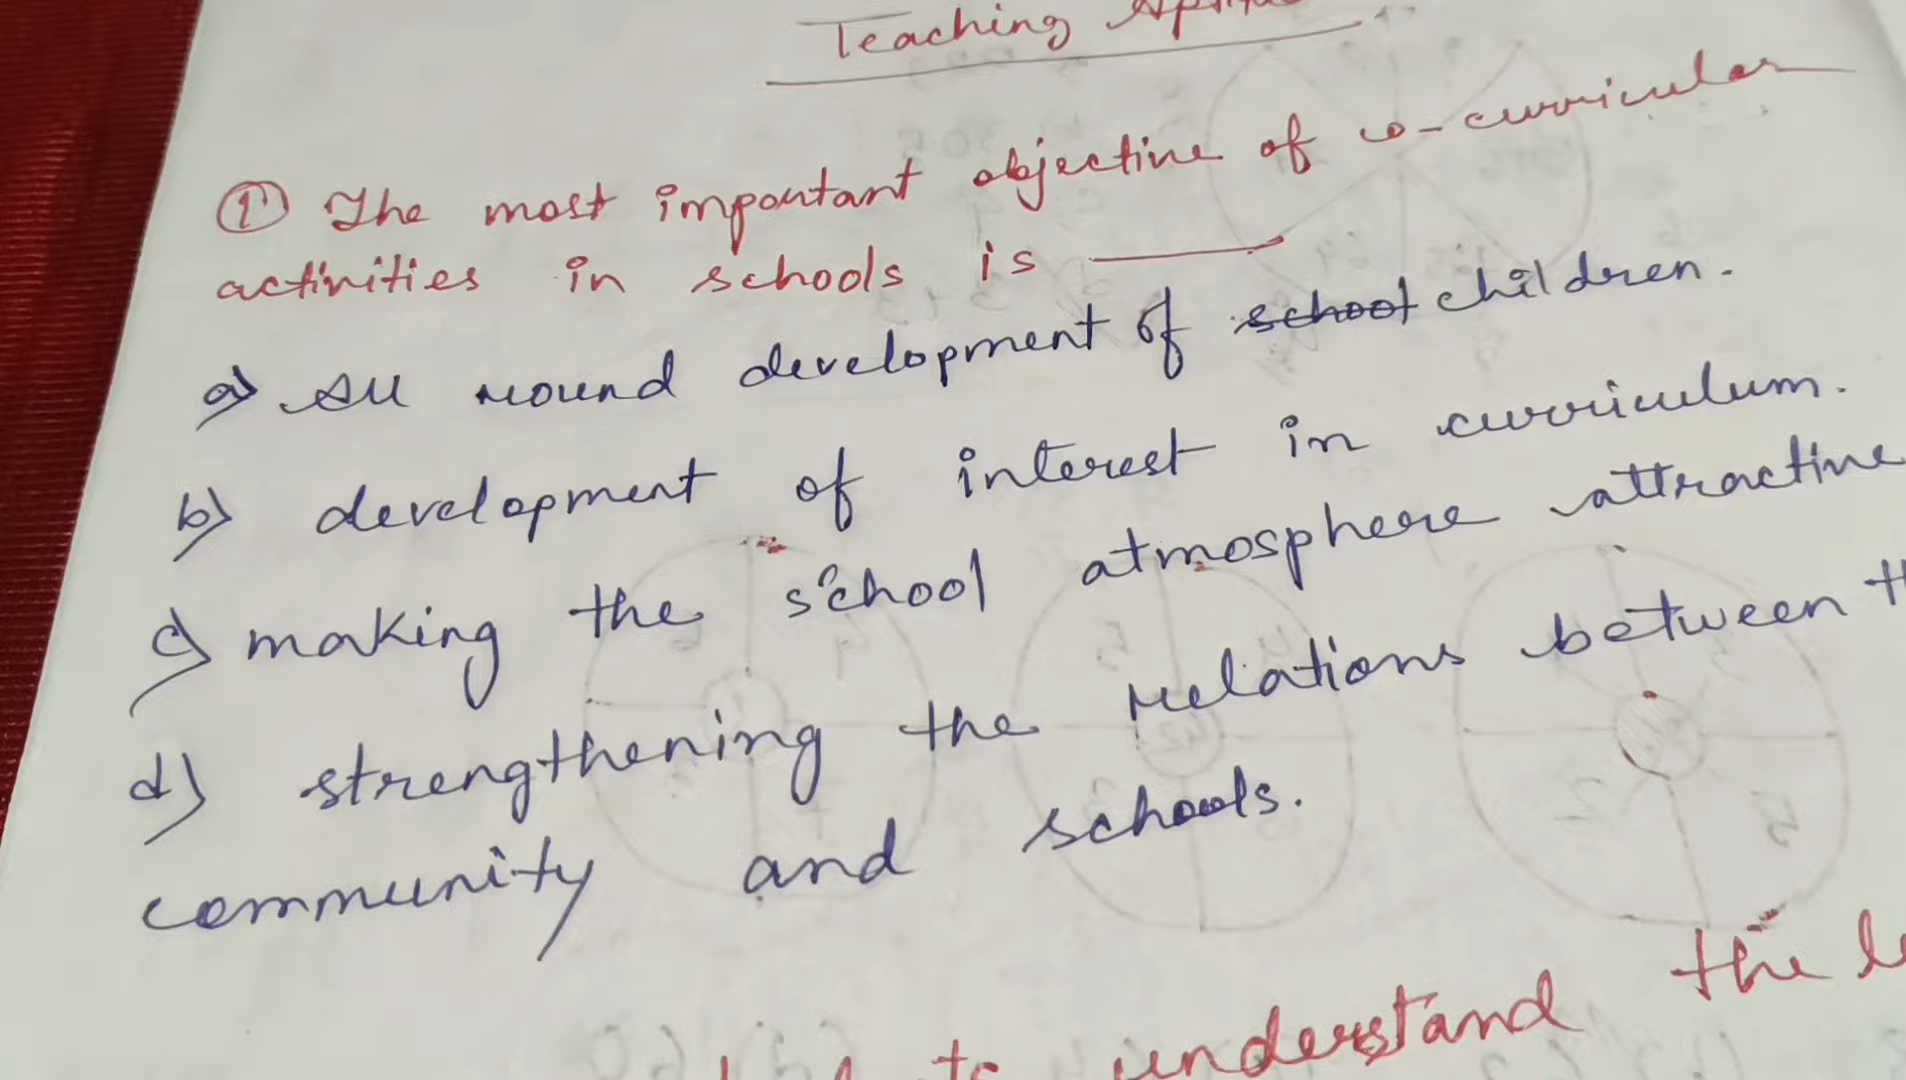 Teaching
① The most important objective of co-curricular
activities in schools is ______
a) All round development of school children.
b) development of interest in curriculum.
c) making the school atmosphere attractive
d) strengthening the relations between
community and schools.
to understand the